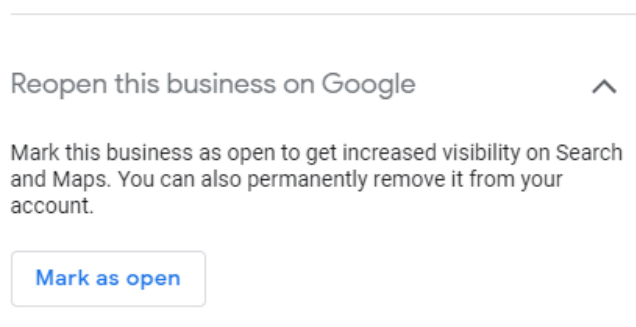 Reopen this business on Google
Mark this business as open to get increased visibility on Search
and Maps. You can also permanently remove it from your
account.
Mark as open